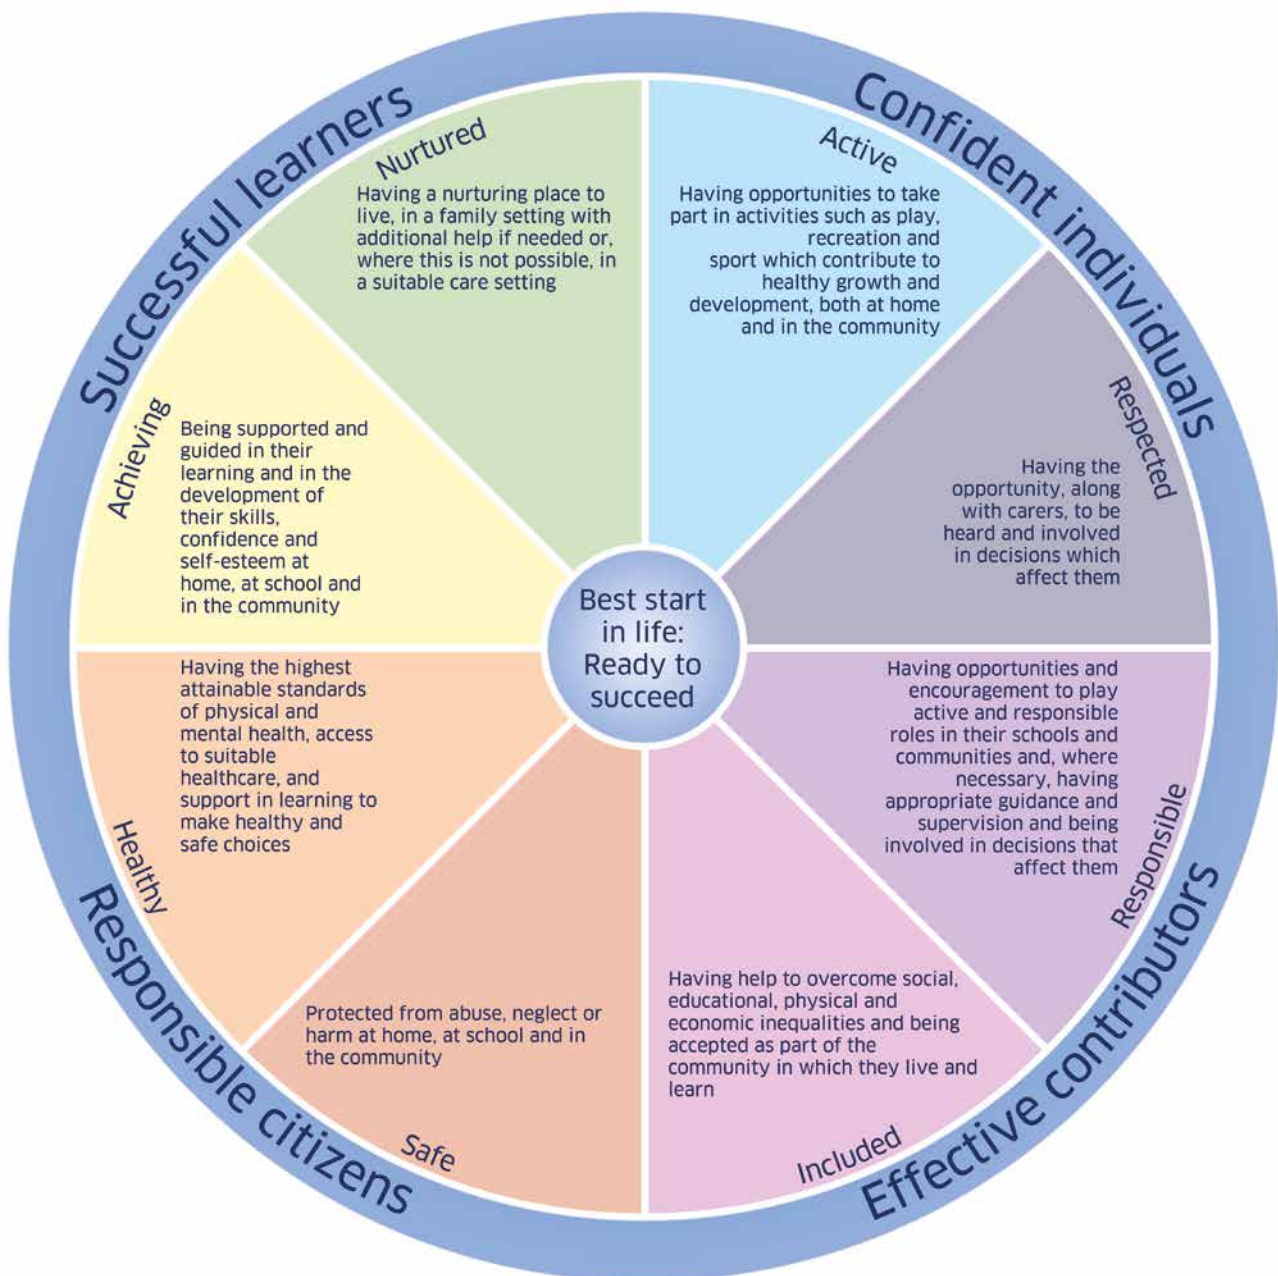 Successful learners
Confident individuals
Nurtured
Having a nurturing place to
live, in a family setting with
additional help if needed or,
where this is not possible, in
a suitable care setting
Active
Having opportunities to take
part in activities such as play,
recreation and
sport which contribute to
healthy growth and
development, both at home
and in the community
Achieving
Being supported and
guided in their
learning and in the
development of
their skills,
confidence and
self-esteem at
home, at school and
in the community
Respected
Having the
opportunity, along
with carers, to be
heard and involved
in decisions which
affect them
Best start
in life:
Ready to
succeed
Healthy
Having the highest
attainable standards
of physical and
mental health, access
to suitable
healthcare, and
support in learning to
make healthy and
safe choices
Responsible
Having opportunities and
encouragement to play
active and responsible
roles in their schools and
communities and, where
necessary, having
appropriate guidance and
supervision and being
involved in decisions that
affect them
Safe
Protected from abuse, neglect or
harm at home, at school and in
the community
Included
Having help to overcome social,
educational, physical and
economic inequalities and being
accepted as part of the
community in which they live and
learn
Responsible citizens
Effective contributors